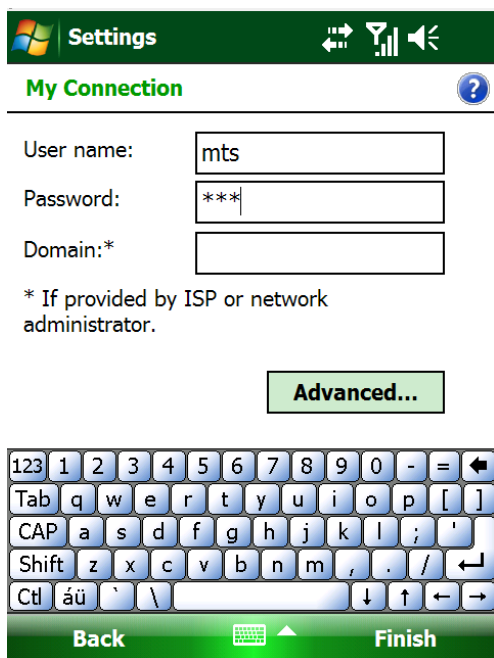 Settings
My Connection ?
User name: mts
Password: ***
Domain:*
* If provided by ISP or network
administrator.
Advanced...
123 1 2 3 4 5 6 7 8 9 0 - =
Tab q w e r t y u i o p [ ]
CAP a s d f g h j k l ; '
Shift z x c v b n m , . /
Ctl áü ` \
Back Finish